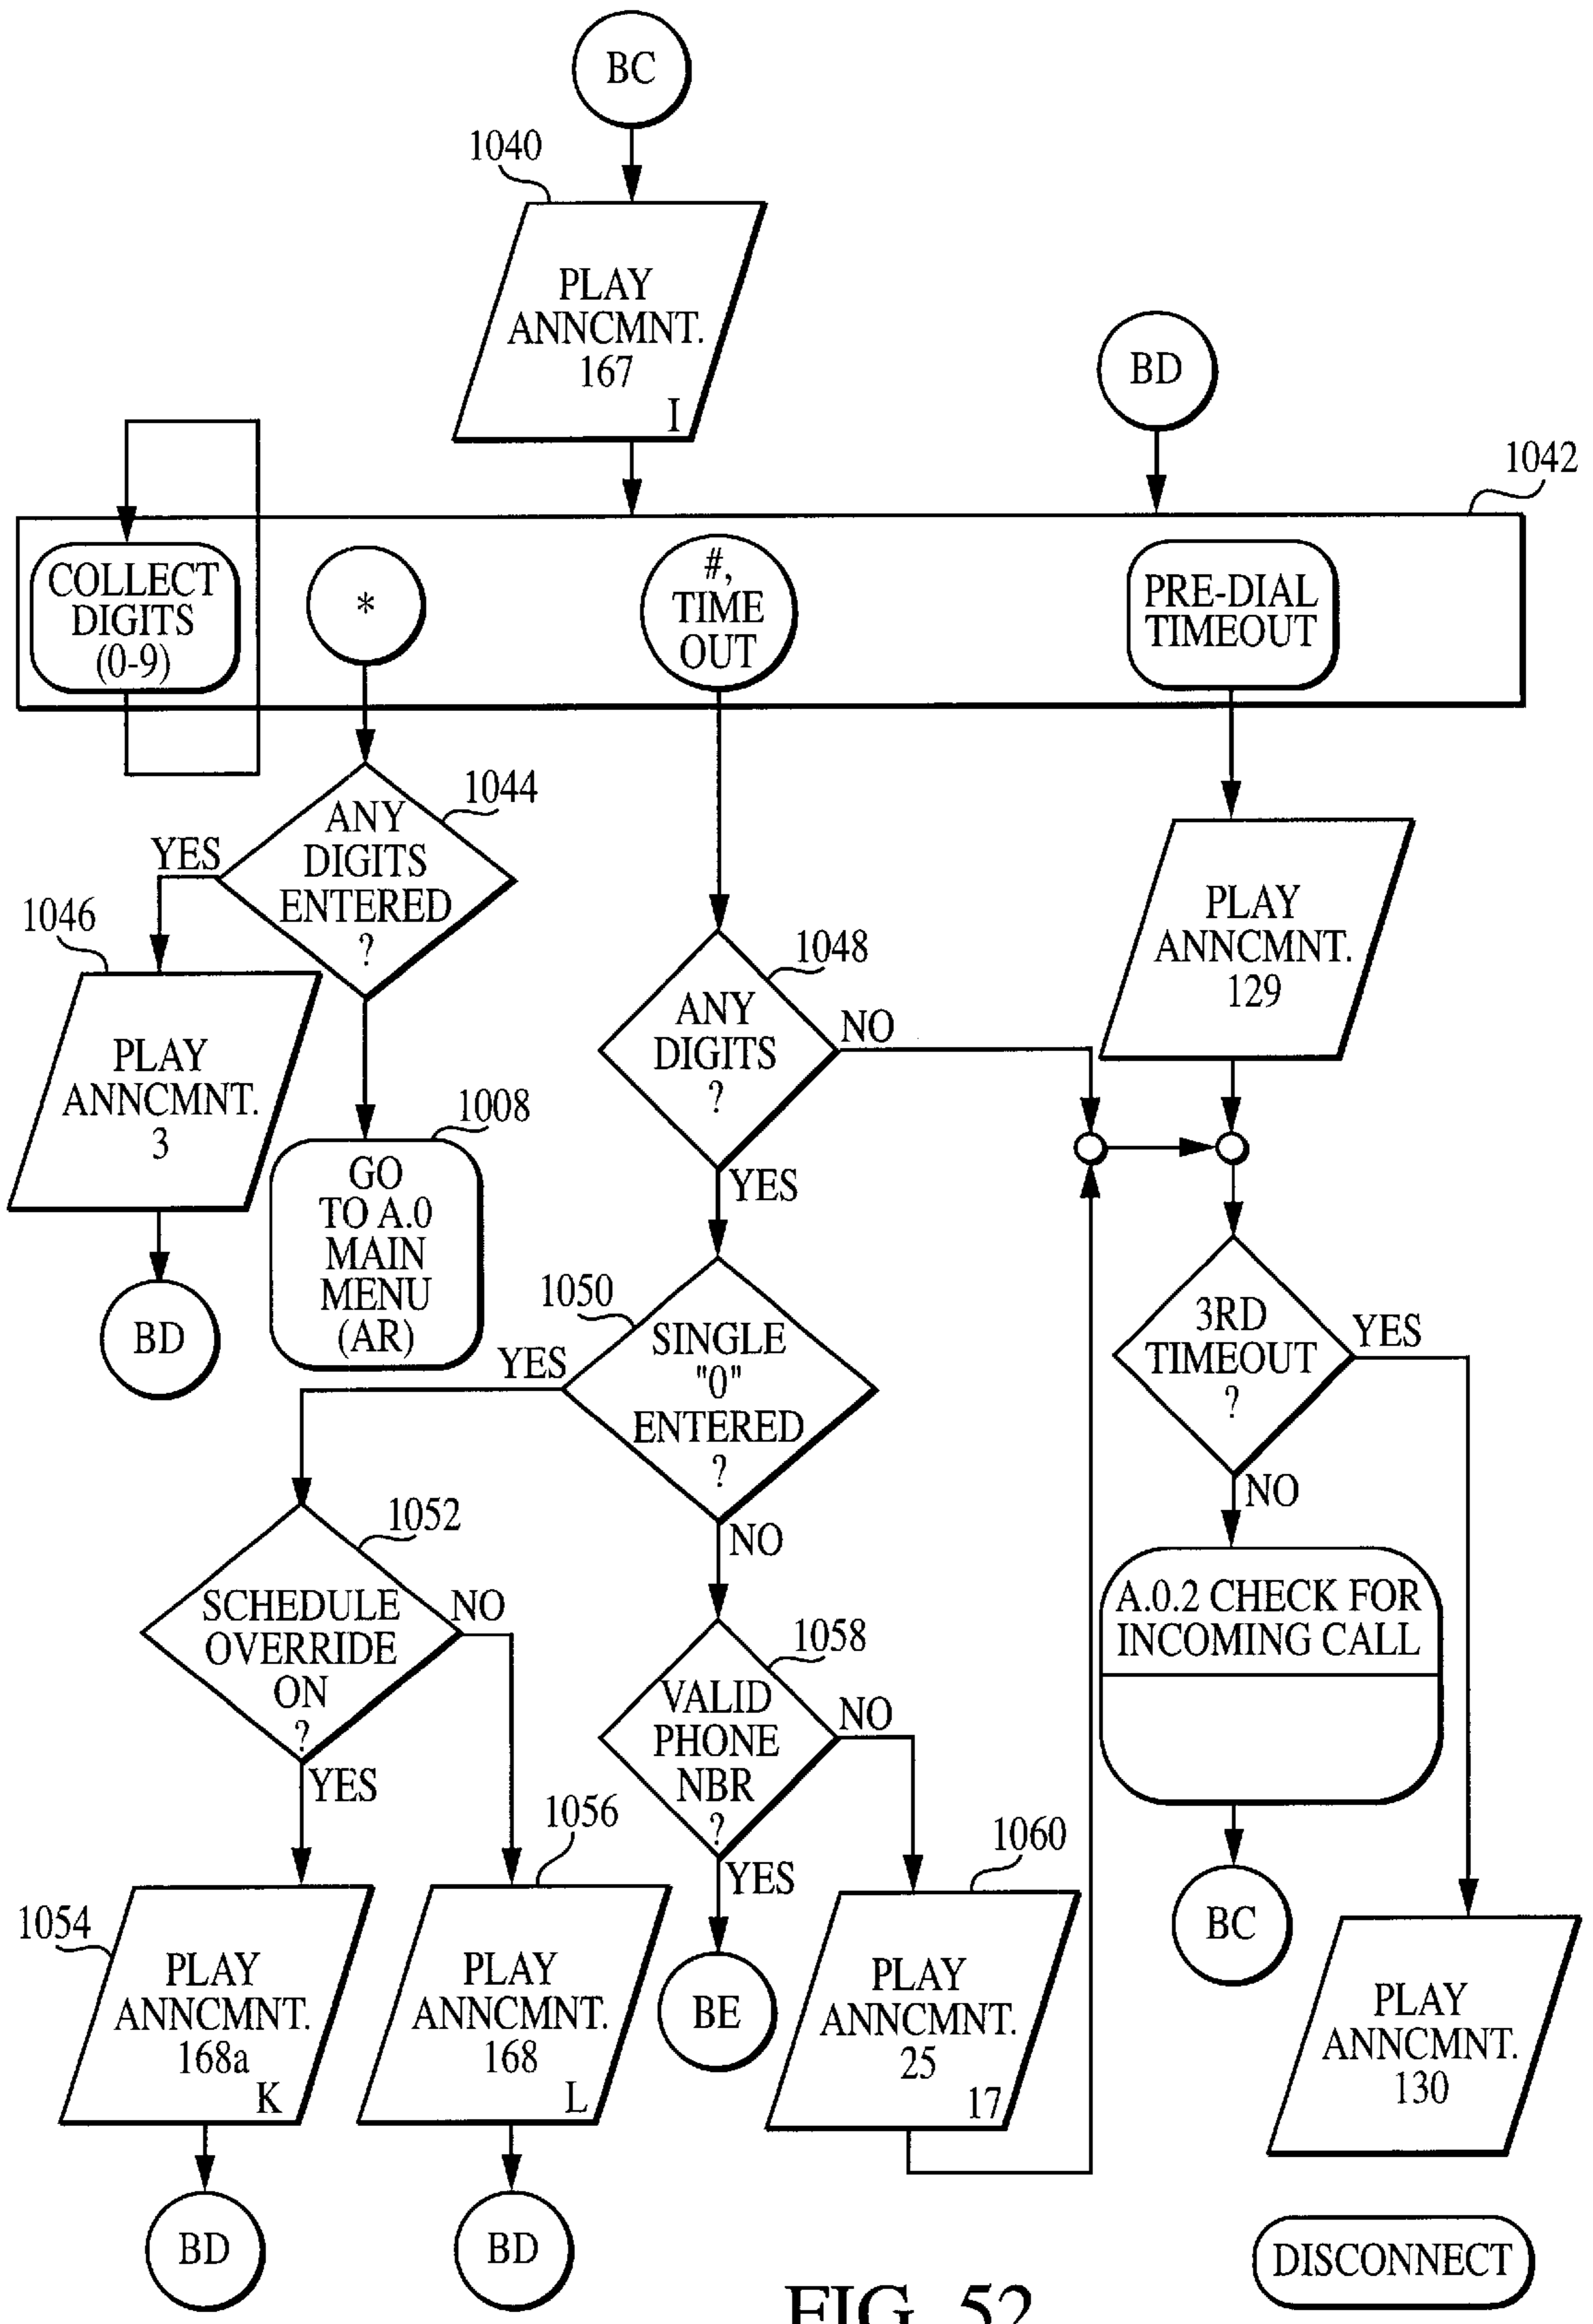 BC
1040
PLAY
ANNCMNT.
167
I
BD
1042
COLLECT
DIGITS
(0-9)
*
#,
TIME
OUT
PRE-DIAL
TIMEOUT
1044
ANY
DIGITS
ENTERED
?
YES
1046
PLAY
ANNCMNT.
3
BD
1008
GO
TO A.0
MAIN
MENU
(AR)
1048
ANY
DIGITS
?
NO
YES
PLAY
ANNCMNT.
129
1050
SINGLE
"0"
ENTERED
?
YES
NO
3RD
TIMEOUT
?
YES
NO
1052
SCHEDULE
OVERRIDE
ON
?
NO
YES
1058
VALID
PHONE
NBR
?
NO
YES
A.0.2 CHECK FOR
INCOMING CALL
BC
1054
PLAY
ANNCMNT.
168a
K
BD
1056
PLAY
ANNCMNT.
168
L
BD
BE
1060
PLAY
ANNCMNT.
25
17
PLAY
ANNCMNT.
130
DISCONNECT
FIG. 52